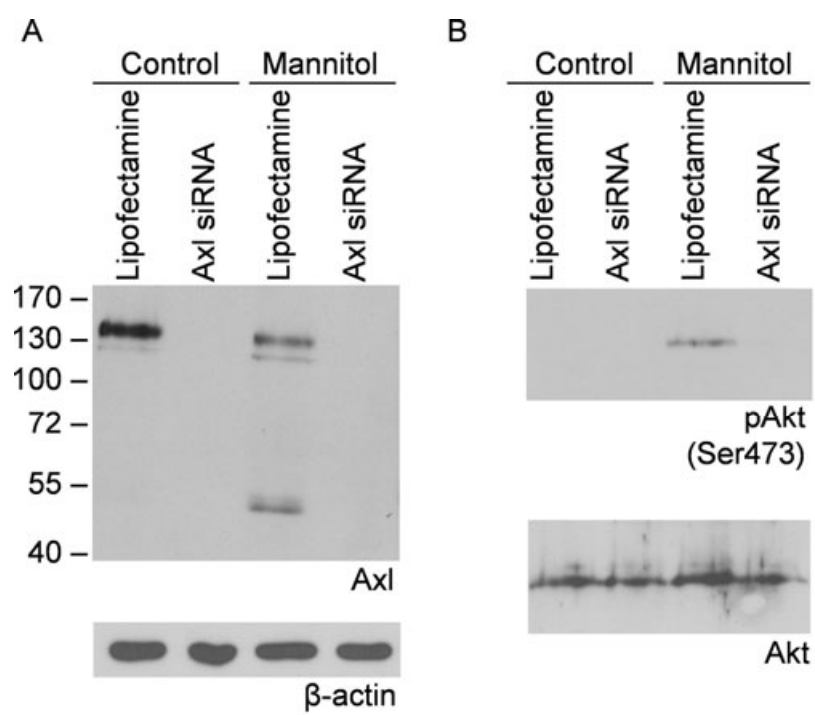 A
Control
Mannitol
Lipofectamine
Axl siRNA
Lipofectamine
Axl siRNA
170
130
100
72
55
40
Axl
β-actin
B
Control
Mannitol
Lipofectamine
Axl siRNA
Lipofectamine
Axl siRNA
pAkt
(Ser473)
Akt